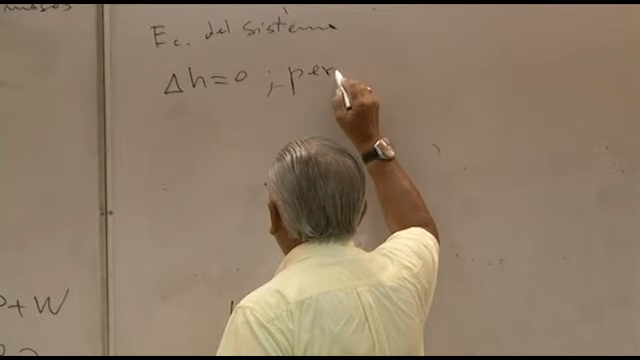 Ec. del sistema
Δh=0 ; per
+W